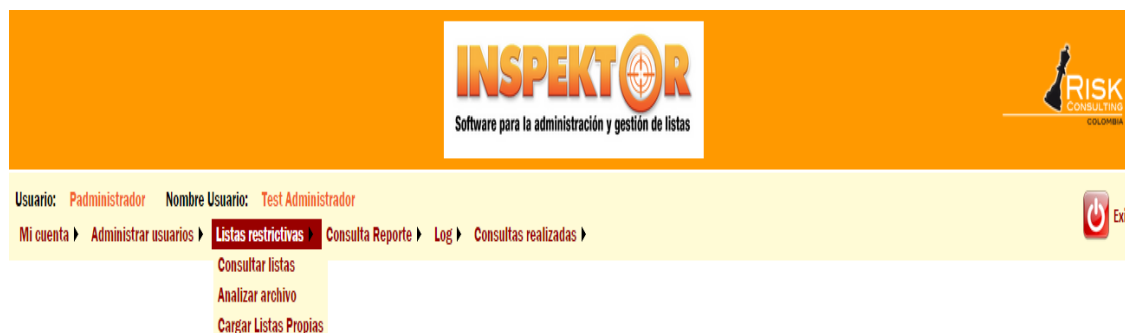 INSPEKTOR
Software para la administración y gestión de listas
RISK
CONSULTING
COLOMBIA
Usuario: Padministrador Nombre Usuario: Test Administrador
Exi
Mi cuenta Administrar usuarios Listas restrictivas Consulta Reporte Log Consultas realizadas
Consultar listas
Analizar archivo
Cargar Listas Propias